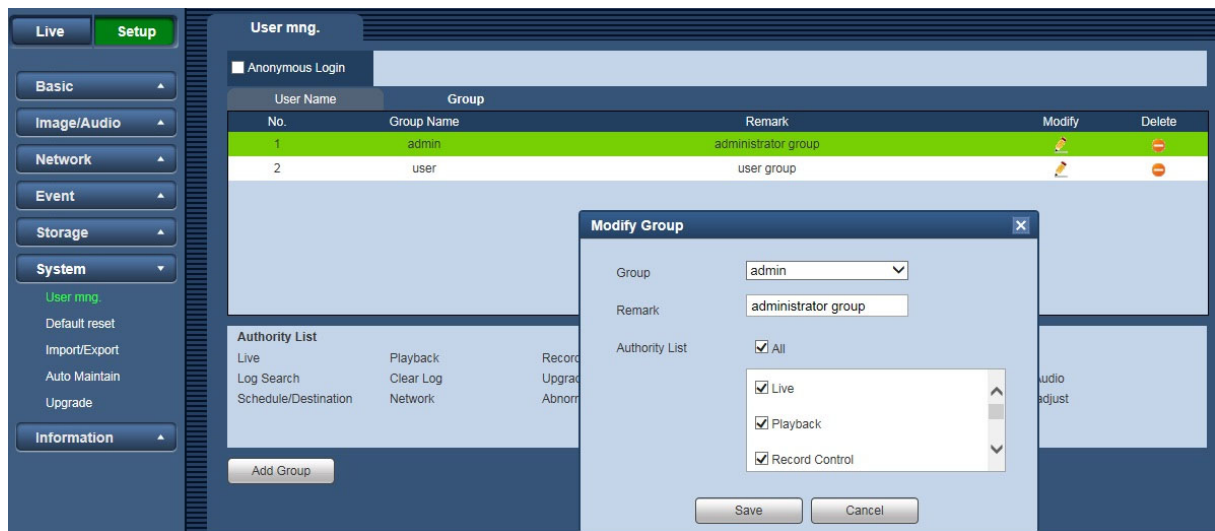 Live Setup
Basic
Image/Audio
Network
Event
Storage
System
User mng.
Default reset
Import/Export
Auto Maintain
Upgrade
Information
User mng.
Anonymous Login
User Name Group
No. Group Name Remark Modify Delete
1 admin administrator group
2 user user group
Authority List
Live Playback
Log Search Clear Log
Schedule/Destination Network
Add Group
Modify Group
Group admin
Remark administrator group
Authority List All
Live
Playback
Record Control
Save Cancel